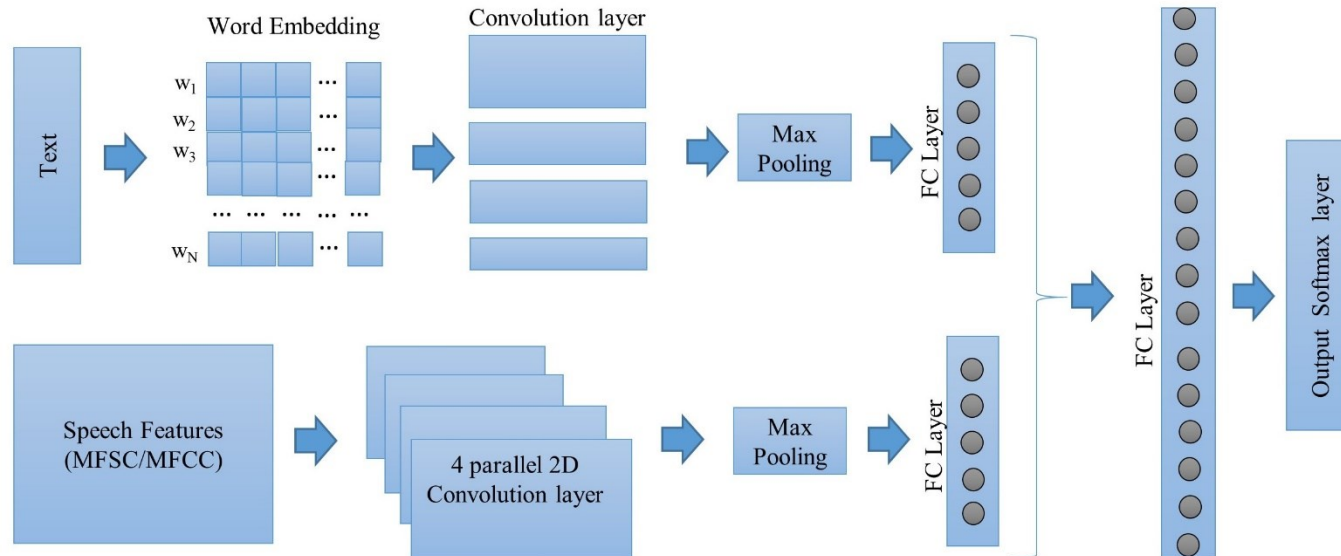 Word Embedding
Convolution layer
Text
w1
w2
w3
wN
...
...
...
...
... ... ... ... ...
...
Max
Pooling
FC Layer
FC Layer
Output Softmax layer
Speech Features
(MFSC/MFCC)
4 parallel 2D
Convolution layer
Max
Pooling
FC Layer